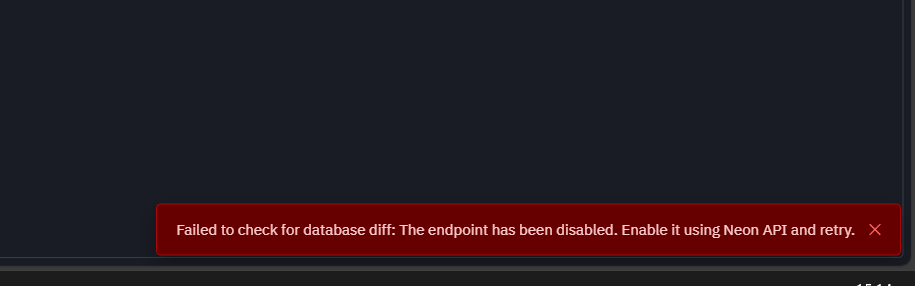 Failed to check for database diff: The endpoint has been disabled. Enable it using Neon API and retry.